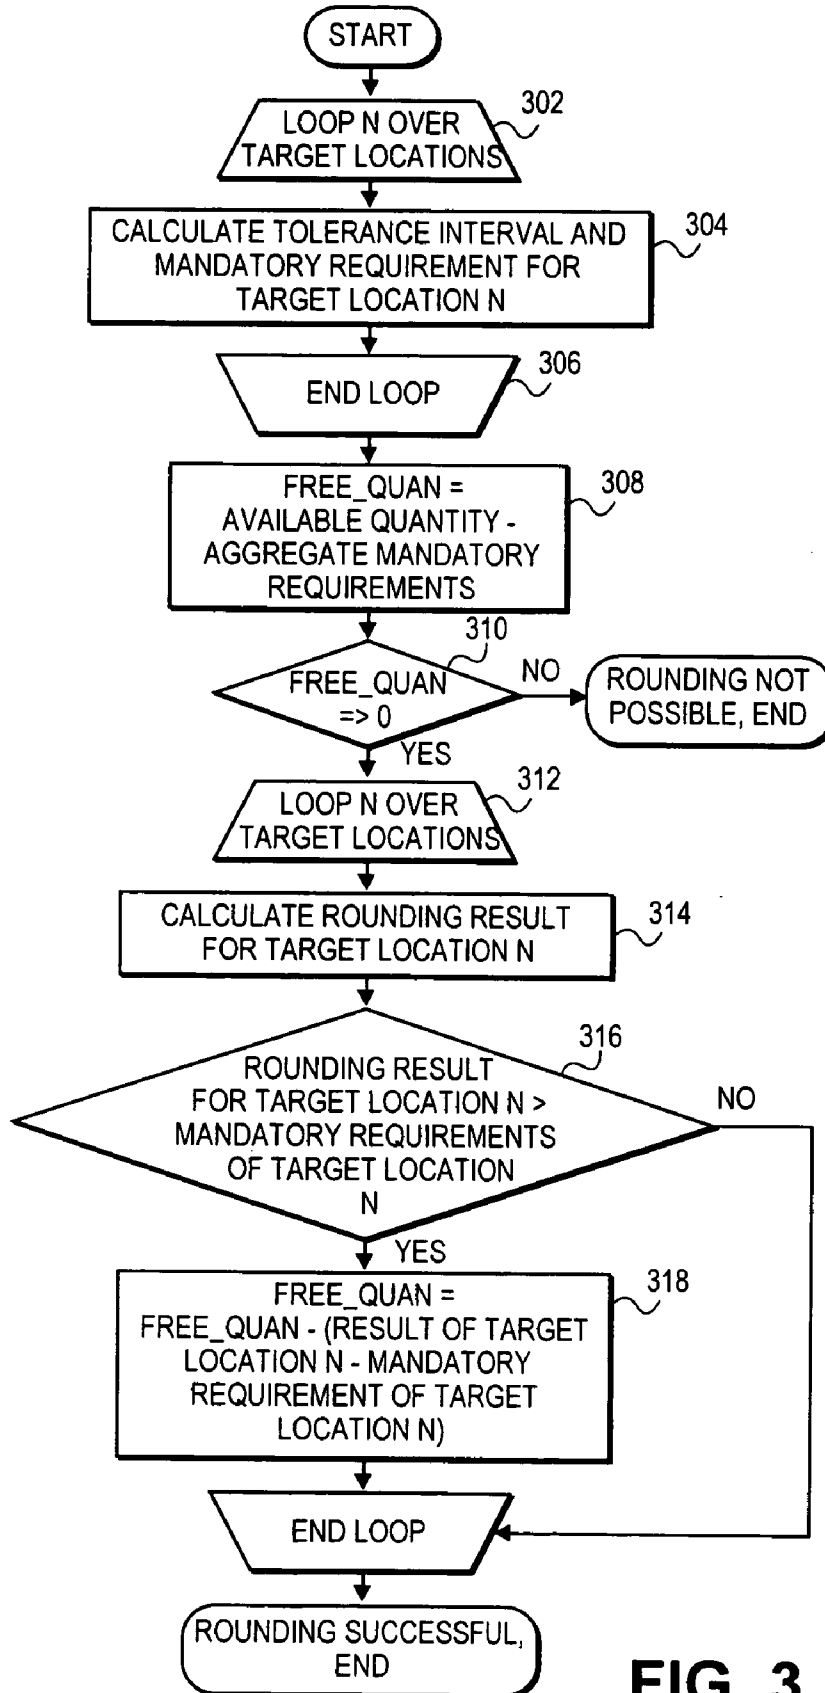 START
LOOP N OVER
TARGET LOCATIONS
302
CALCULATE TOLERANCE INTERVAL AND
MANDATORY REQUIREMENT FOR
TARGET LOCATION N
304
END LOOP
306
FREE_QUAN =
AVAILABLE QUANTITY -
AGGREGATE MANDATORY
REQUIREMENTS
308
310
FREE_QUAN
=> 0
NO
ROUNDING NOT
POSSIBLE, END
YES
LOOP N OVER
TARGET LOCATIONS
312
CALCULATE ROUNDING RESULT
FOR TARGET LOCATION N
314
316
ROUNDING RESULT
FOR TARGET LOCATION N >
MANDATORY REQUIREMENTS
OF TARGET LOCATION
N
NO
YES
FREE_QUAN =
FREE_QUAN - (RESULT OF TARGET
LOCATION N - MANDATORY
REQUIREMENT OF TARGET
LOCATION N)
318
END LOOP
ROUNDING SUCCESSFUL,
END
FIG. 3